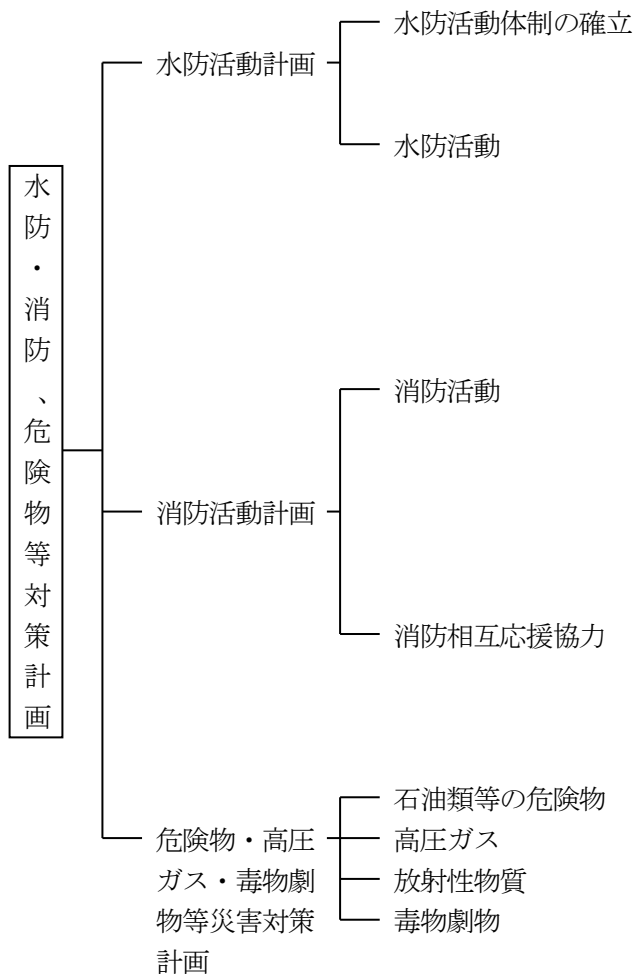 水防・消防、危険物等対策計画
水防活動計画
水防活動体制の確立
水防活動
消防活動計画
消防活動
消防相互応援協力
危険物・高圧
ガス・毒物劇
物等災害対策
計画
石油類等の危険物
高圧ガス
放射性物質
毒物劇物